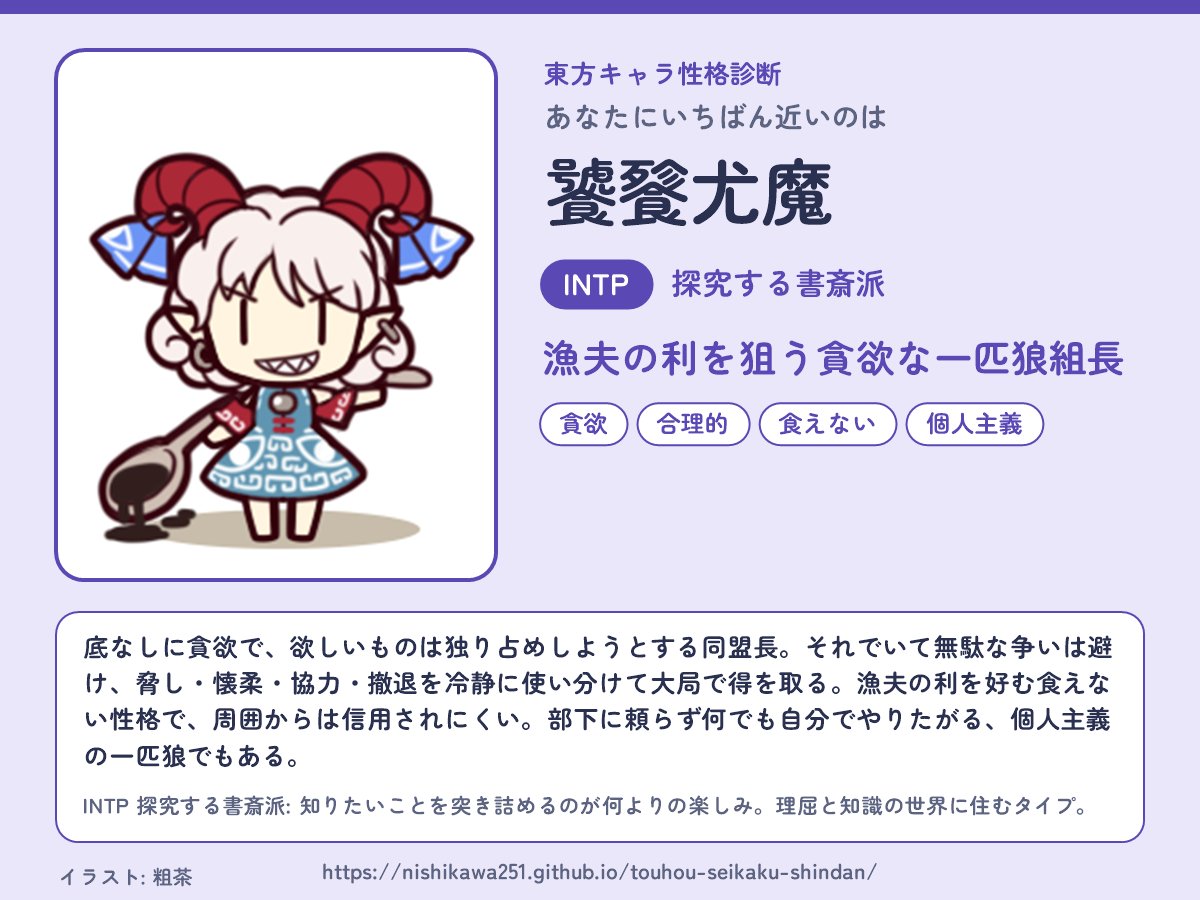 東方キャラ性格診断
あなたにいちばん近いのは
饕餮尤魔
INTP 探究する書斎派
漁夫の利を狙う貪欲な一匹狼組長
貪欲 合理的 食えない 個人主義
底なしに貪欲で、欲しいものは独り占めしようとする同盟長。それでいて無駄な争いは避
け、脅し・懐柔・協力・撤退を冷静に使い分けて大局で得を取る。漁夫の利を好む食えな
い性格で、周囲からは信用されにくい。部下に頼らず何でも自分でやりたがる、個人主義
の一匹狼でもある。
INTP 探究する書斎派: 知りたいことを突き詰めるのが何よりの楽しみ。理屈と知識の世界に住むタイプ。
イラスト: 粗茶
https://nishikawa251.github.io/touhou-seikaku-shindan/